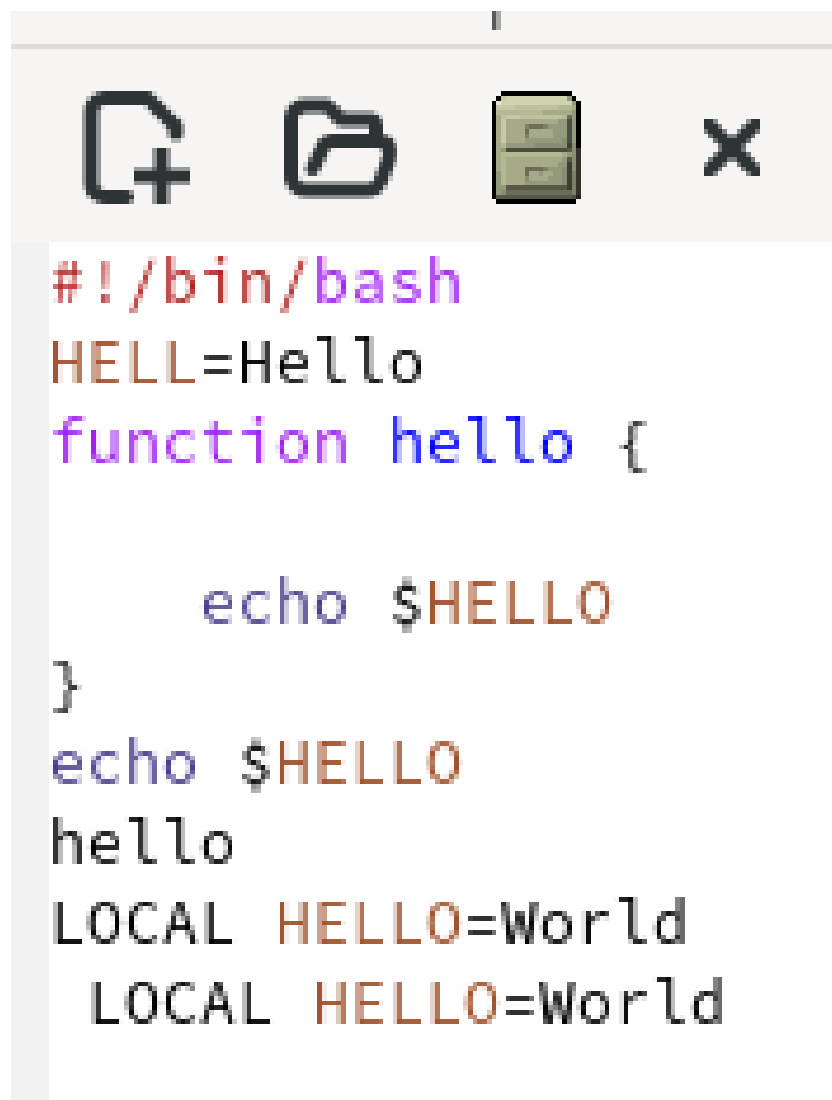 #!/bin/bash
HELL=Hello
function hello {
echo $HELLO
}
echo $HELLO
hello
LOCAL HELLO=World
LOCAL HELLO=World